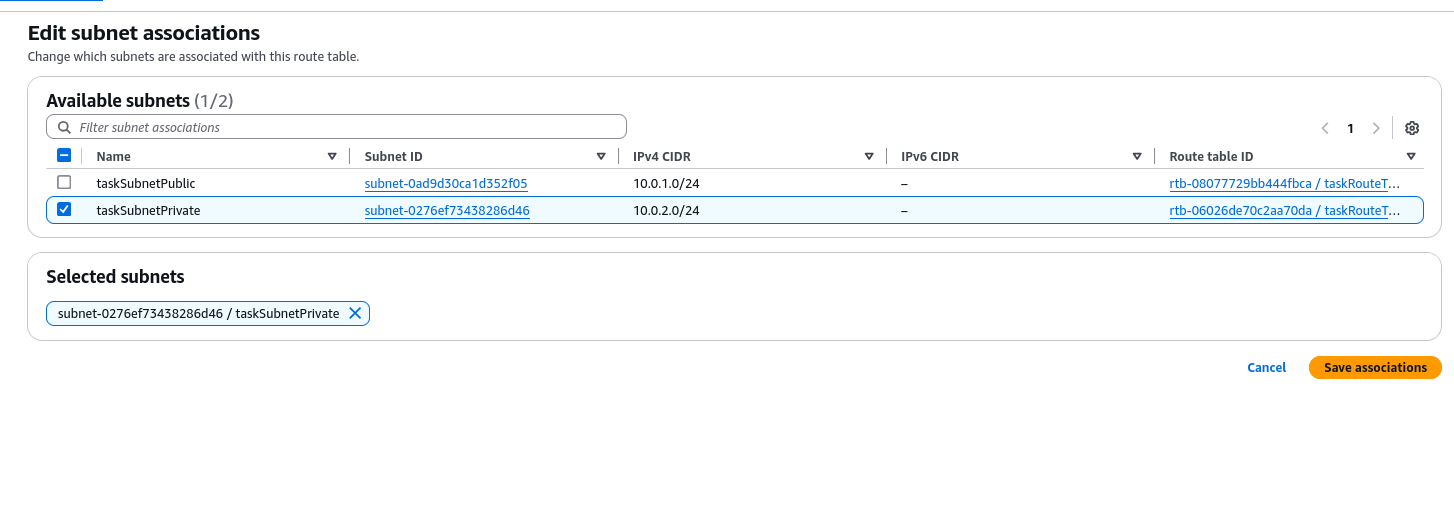 Edit subnet associations
Change which subnets are associated with this route table.
Available subnets (1/2)
Filter subnet associations
1
Name Subnet ID IPv4 CIDR IPv6 CIDR Route table ID
taskSubnetPublic subnet-0ad9d30ca1d352f05 10.0.1.0/24 – rtb-08077729bb444fbca / taskRouteT...
taskSubnetPrivate subnet-0276ef73438286d46 10.0.2.0/24 – rtb-06026de70c2aa70da / taskRouteT...
Selected subnets
subnet-0276ef73438286d46 / taskSubnetPrivate
Cancel Save associations